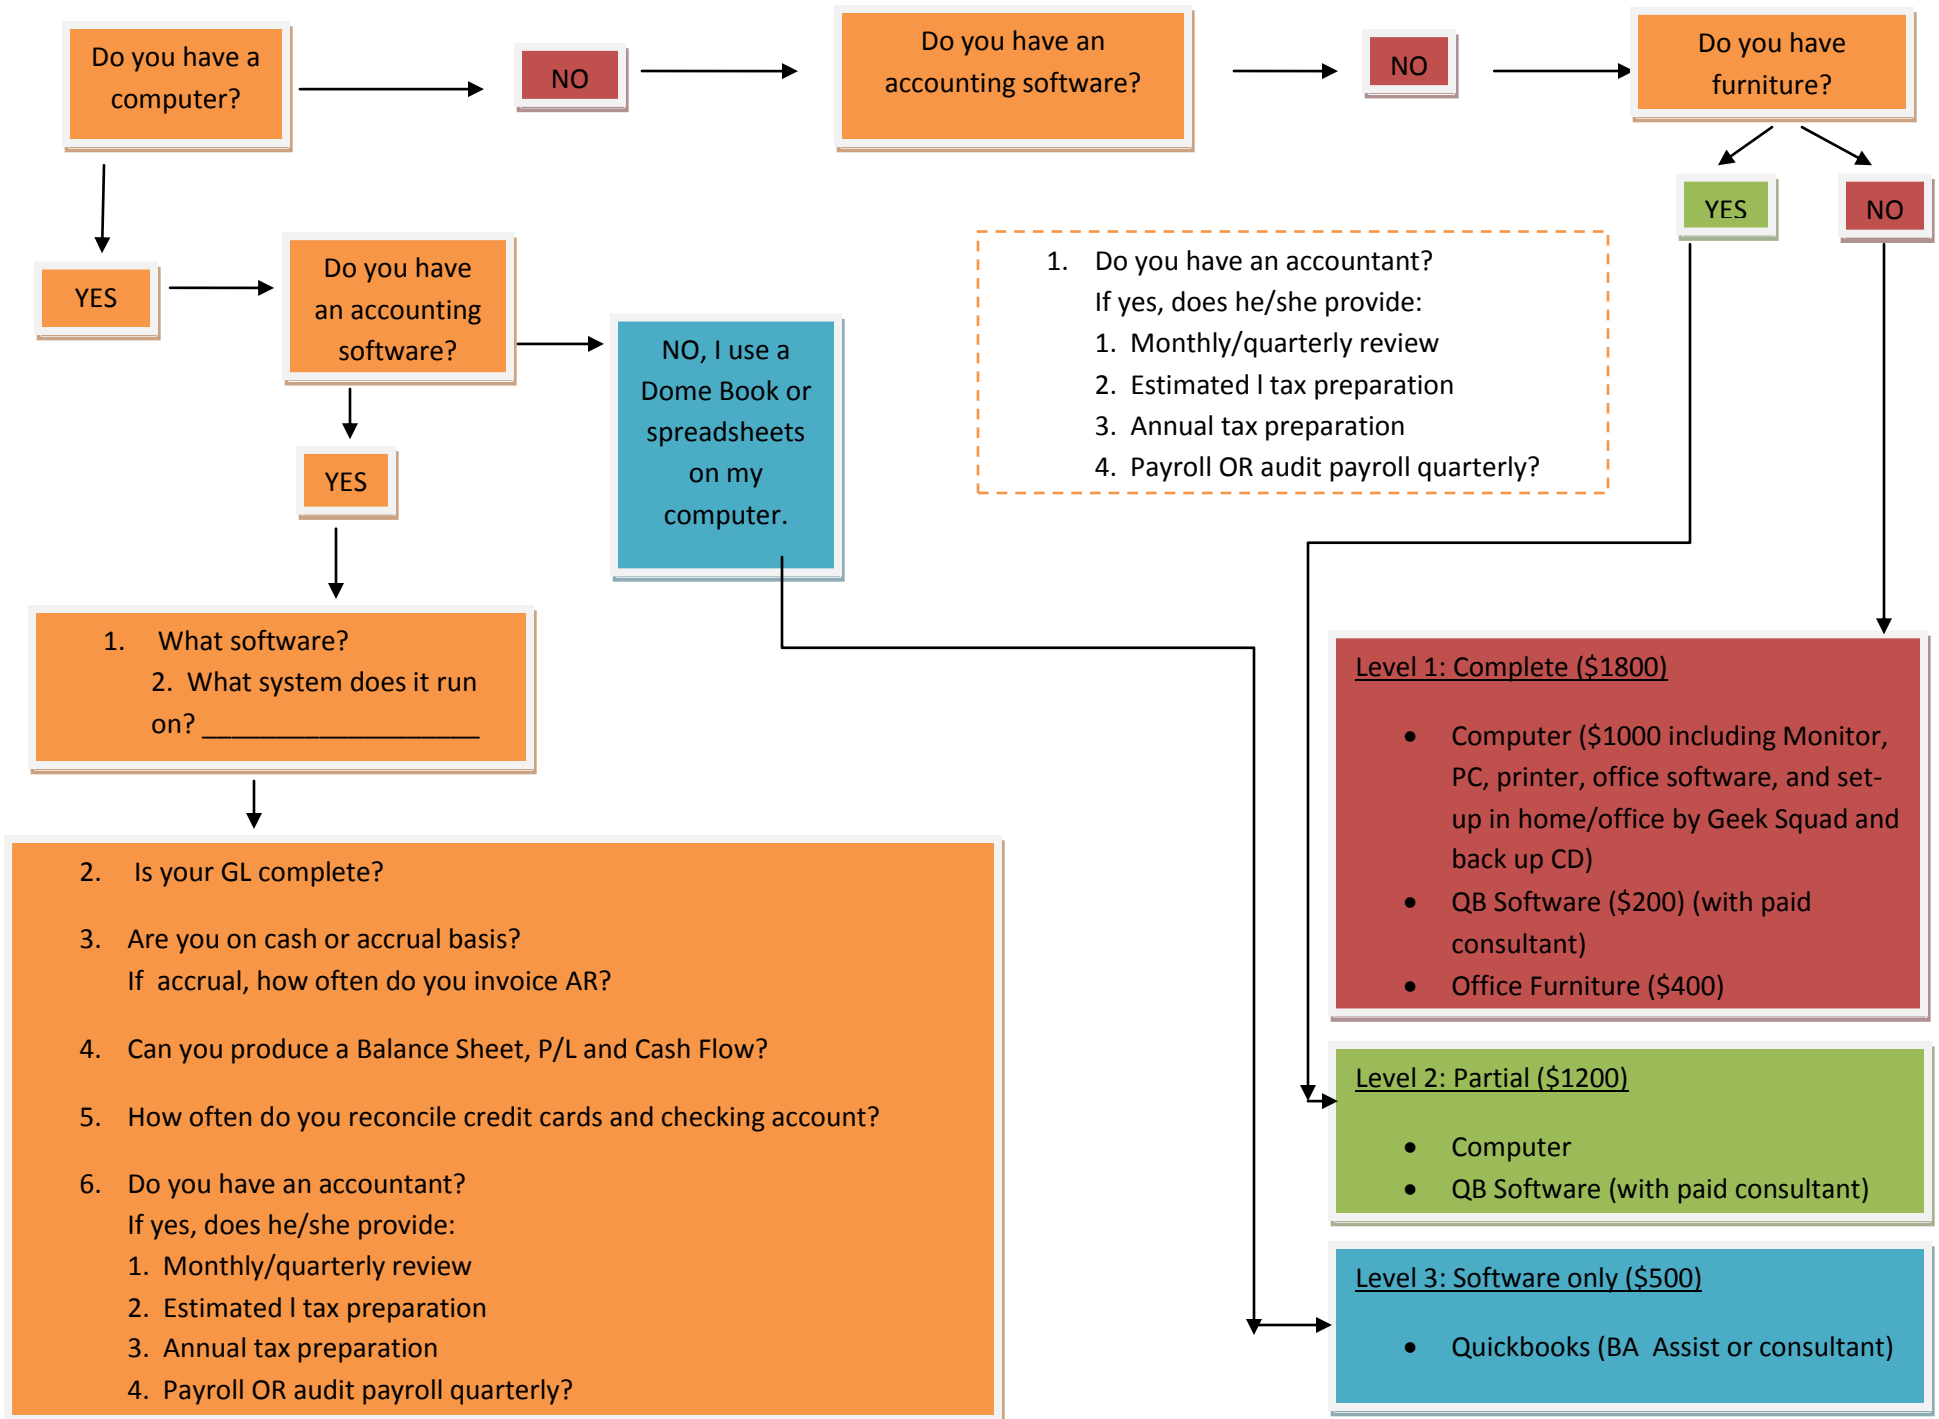 Do you have a
computer?
NO
Do you have an
accounting software?
NO
Do you have
furniture?
YES
NO
YES
Do you have
an accounting
software?
NO, I use a
Dome Book or
spreadsheets
on my
computer.
YES
1. Do you have an accountant?
If yes, does he/she provide:
1. Monthly/quarterly review
2. Estimated l tax preparation
3. Annual tax preparation
4. Payroll OR audit payroll quarterly?
1. What software?
2. What system does it run
on? ____________________
2. Is your GL complete?
3. Are you on cash or accrual basis?
If accrual, how often do you invoice AR?
4. Can you produce a Balance Sheet, P/L and Cash Flow?
5. How often do you reconcile credit cards and checking account?
6. Do you have an accountant?
If yes, does he/she provide:
1. Monthly/quarterly review
2. Estimated l tax preparation
3. Annual tax preparation
4. Payroll OR audit payroll quarterly?
Level 1: Complete ($1800)
• Computer ($1000 including Monitor,
PC, printer, office software, and set-
up in home/office by Geek Squad and
back up CD)
• QB Software ($200) (with paid
consultant)
• Office Furniture ($400)
Level 2: Partial ($1200)
• Computer
• QB Software (with paid consultant)
Level 3: Software only ($500)
• Quickbooks (BA Assist or consultant)